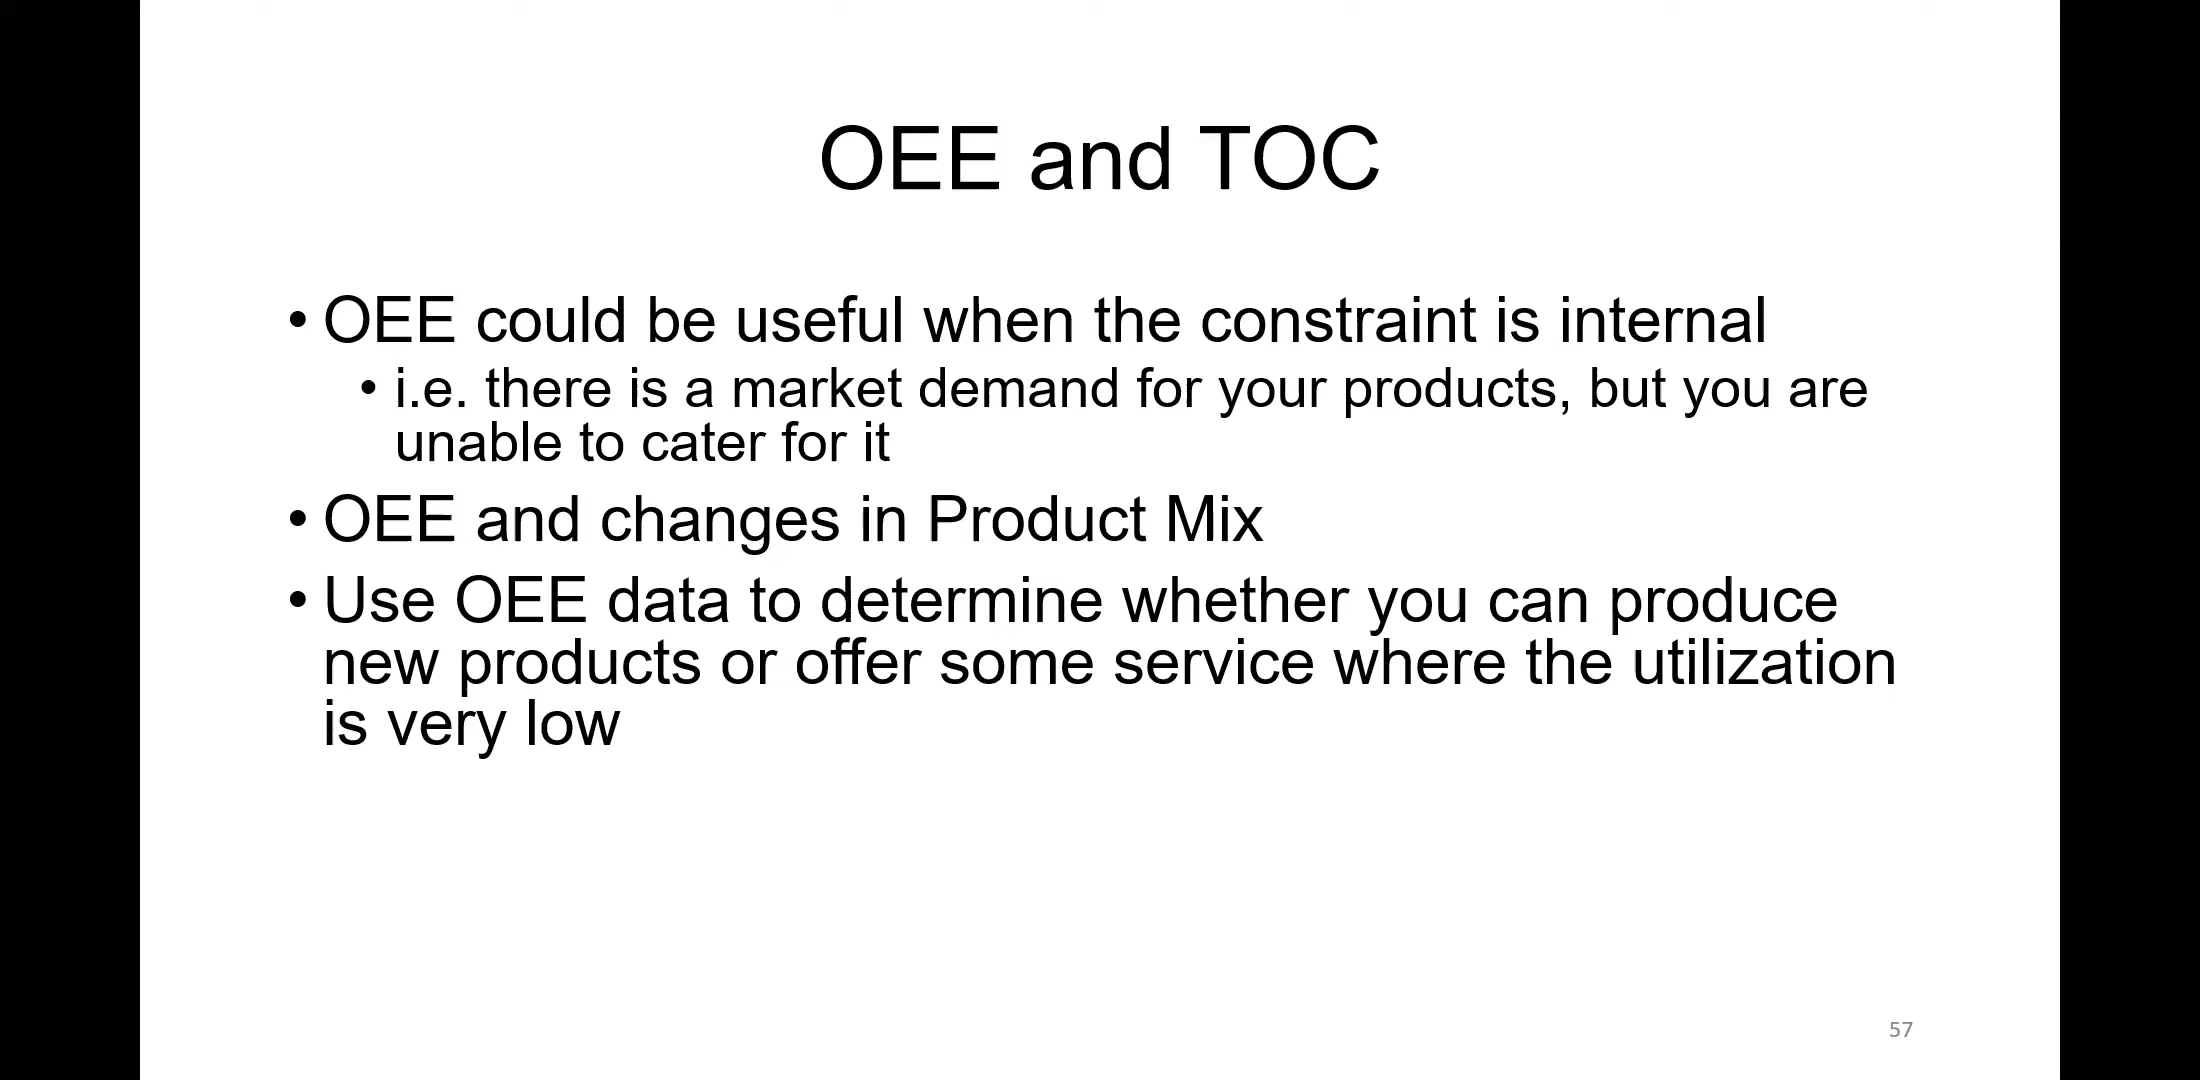 OEE and TOC
• OEE could be useful when the constraint is internal
• i.e. there is a market demand for your products, but you are
unable to cater for it
• OEE and changes in Product Mix
• Use OEE data to determine whether you can produce
new products or offer some service where the utilization
is very low
57